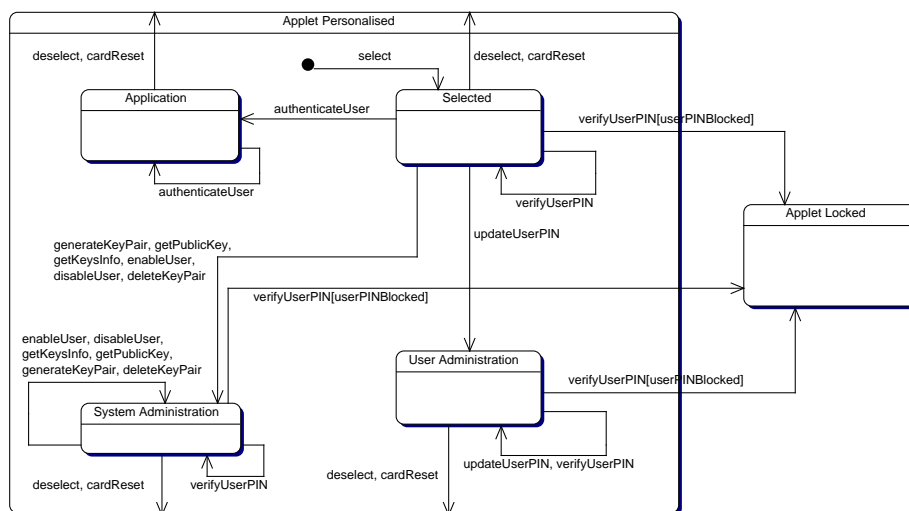 Applet Personalised
deselect, cardReset
deselect, cardReset
select
Application
Selected
authenticateUser
verifyUserPIN[userPINBlocked]
authenticateUser
verifyUserPIN
Applet Locked
updateUserPIN
generateKeyPair, getPublicKey,
getKeysInfo, enableUser,
disableUser, deleteKeyPair
verifyUserPIN[userPINBlocked]
enableUser, disableUser,
getKeysInfo, getPublicKey,
generateKeyPair, deleteKeyPair
User Administration
verifyUserPIN[userPINBlocked]
System Administration
updateUserPIN, verifyUserPIN
deselect, cardReset
deselect, cardReset
verifyUserPIN